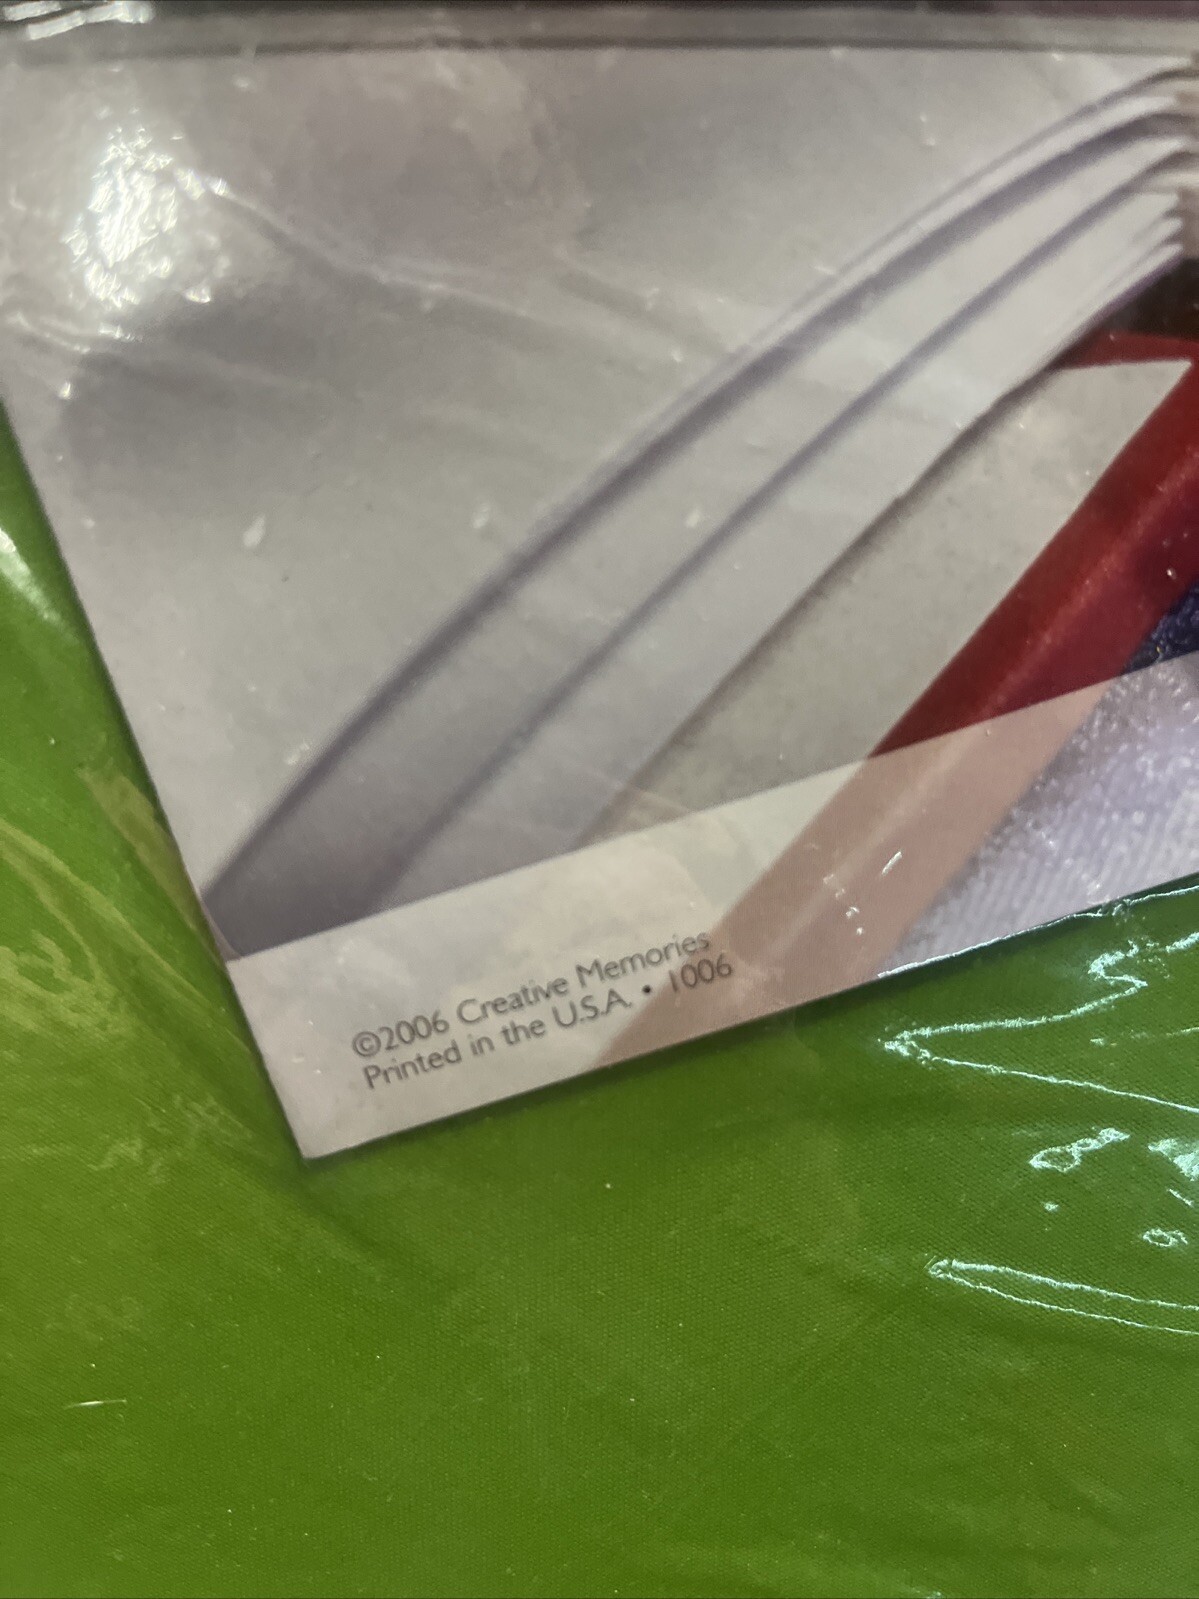 ©2006 Creative Memories
Printed in the U.S.A. • 1006